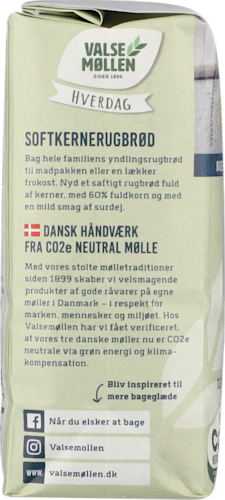 VALSE
MØLLEN
SIDEN 1899
HVERDAG
SOFTKERNERUGBRØD
Bag hele familiens yndlingsrugbrød
til madpakken eller en lækker
frokost. Nyd et saftigt rugbrød fuld
af kerner, med 60% fuldkorn og med
en mild smag af surdej.
DANSK HÅNDVÆRK
FRA CO2e NEUTRAL MØLLE
Med vores stolte mølletraditioner
siden 1899 skaber vi velsmagende
produkter af gode råvarer på egne
møller i Danmark – i respekt for
marken, mennesker og miljøet. Hos
Valsemøllen har vi fået verificeret,
at vores tre danske møller nu er CO2e
neutrale via grøn energi og klima-
kompensation.
Bliv inspireret til
mere bageglæde
Når du elsker at bage
Valsemollen
www. valsemøllen.dk